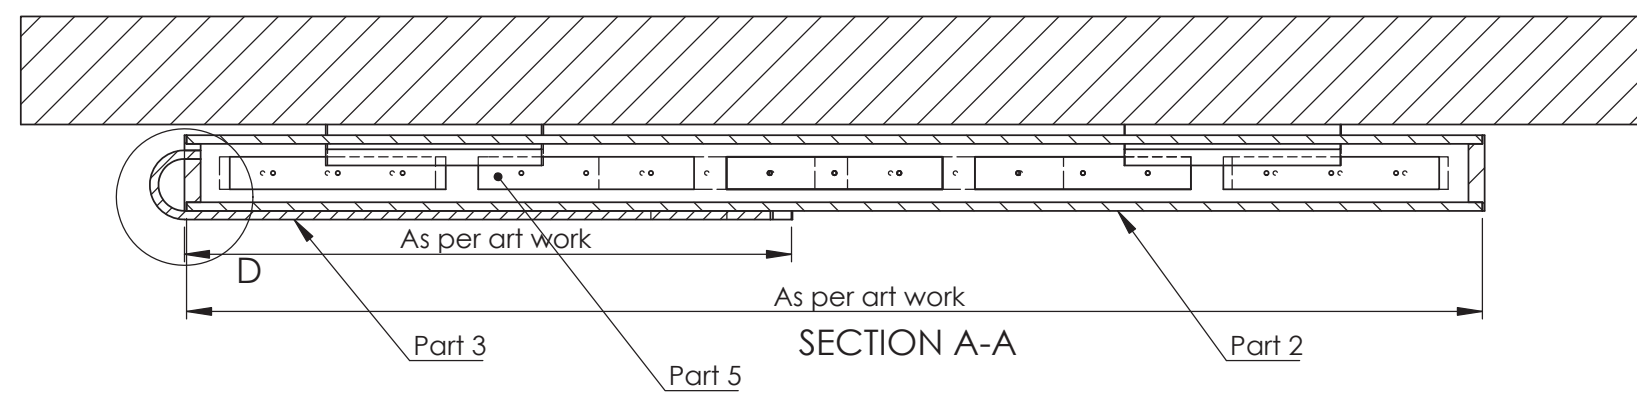 As per art work
D
As per art work
SECTION A-A
Part 3
Part 2
Part 5